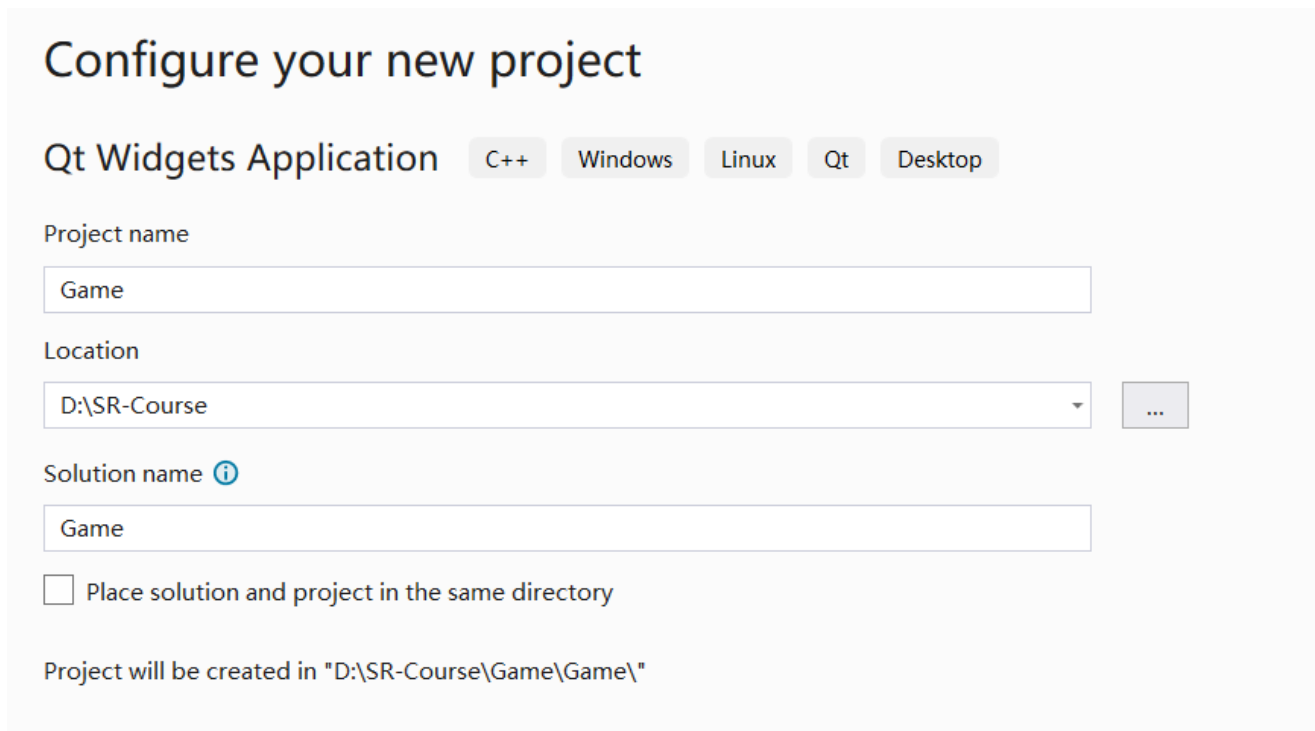 Configure your new project
Qt Widgets Application C++ Windows Linux Qt Desktop
Project name
Game
Location
D:\SR-Course
...
Solution name
Game
Place solution and project in the same directory
Project will be created in "D:\SR-Course\Game\Game\"